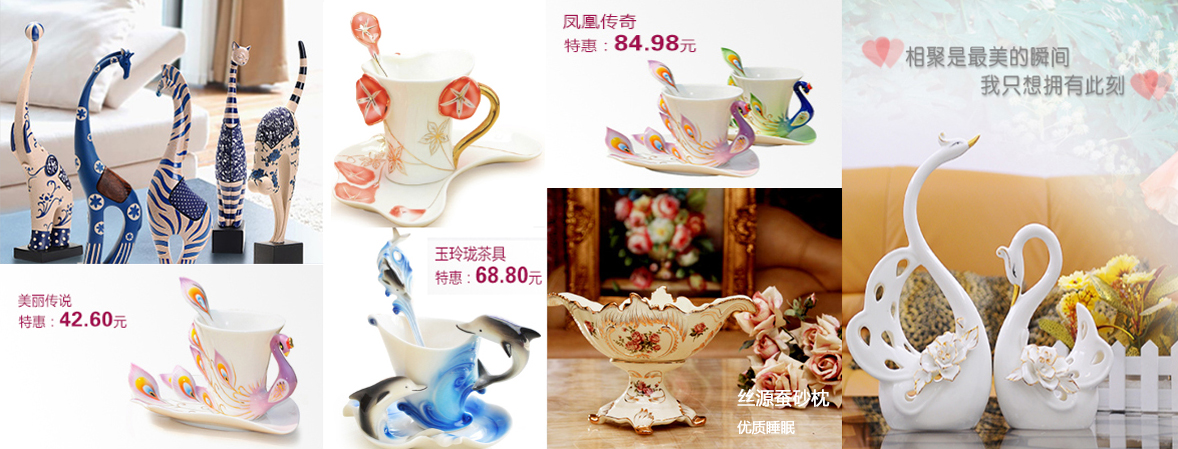 美丽传说
特惠：42.60元
玉玲珑茶具
特惠：68.80元
凤凰传奇
特惠：84.98元
丝源蚕砂枕
优质睡眠
相聚是最美的瞬间
我只想拥有此刻